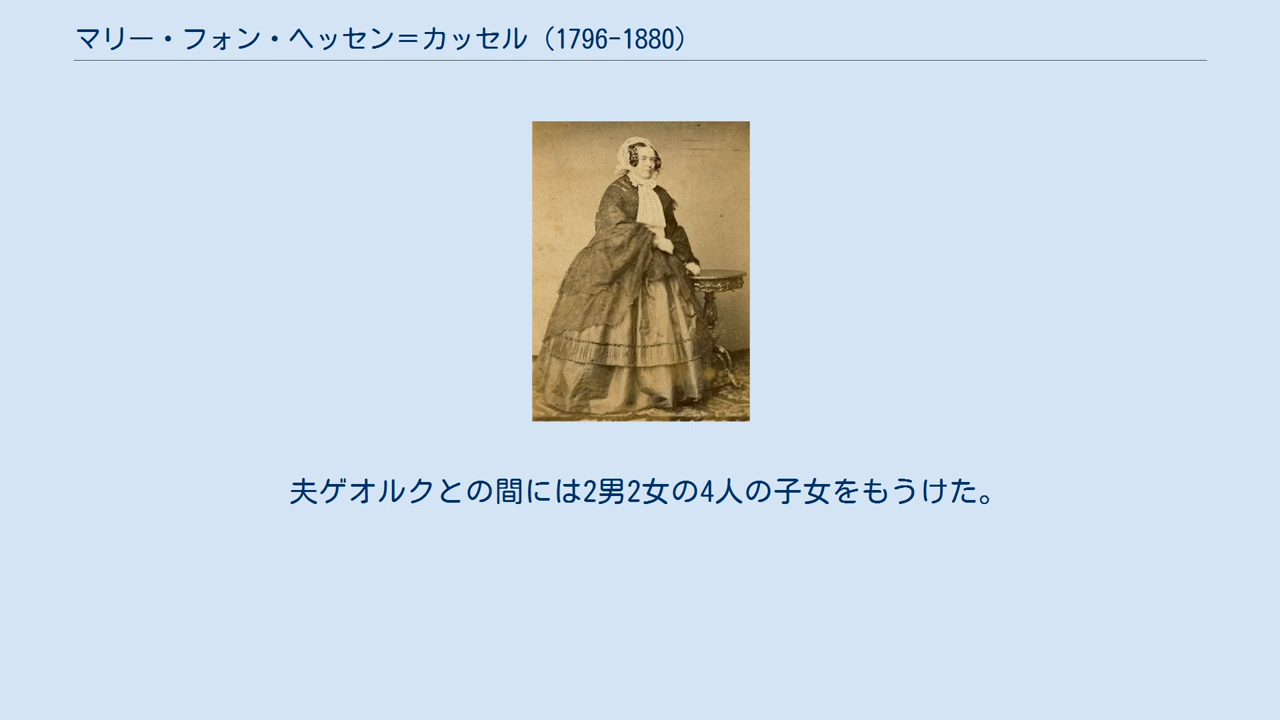 マリー・フォン・ヘッセン＝カッセル（1796-1880）
夫ゲオルクとの間には2男2女の4人の子女をもうけた。